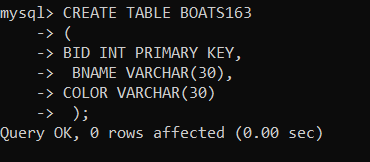 mysql> CREATE TABLE BOATS163
-> (
-> BID INT PRIMARY KEY,
-> BNAME VARCHAR(30),
-> COLOR VARCHAR(30)
-> );
Query OK, 0 rows affected (0.00 sec)